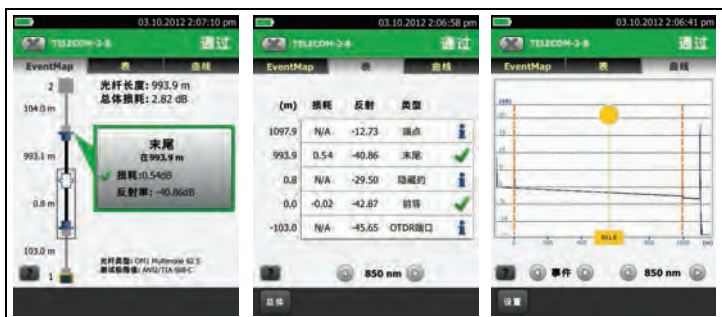 03.10.2012 2:07:10 pm
TELECOM-2-B
通过
EventMap 表 曲线
光纤长度: 993.9 m
总体损耗: 2.82 dB
2
104.0 m
993.1 m
0.8 m
103.0 m
1
末尾
在993.9 m
损耗:0.54dB
反射率: -40.86dB
光纤类型: OM1 Multimode 62.5
测试极限值: ANSI/TIA-568-C
?
03.10.2012 2:06:58 pm
TELECOM-2-B
通过
EventMap 表 曲线
(m) 损耗 反射 类型
1097.9 N/A -12.73 端点
993.9 0.54 -40.86 末尾
0.8 N/A -29.50 隐藏的
0.0 -0.02 -42.87 前导
-103.0 N/A -45.65 OTDR端口
? 850 nm
总体
03.10.2012 2:06:41 pm
TELECOM-2-B
通过
EventMap 表 曲线
? 事件 850 nm
设置